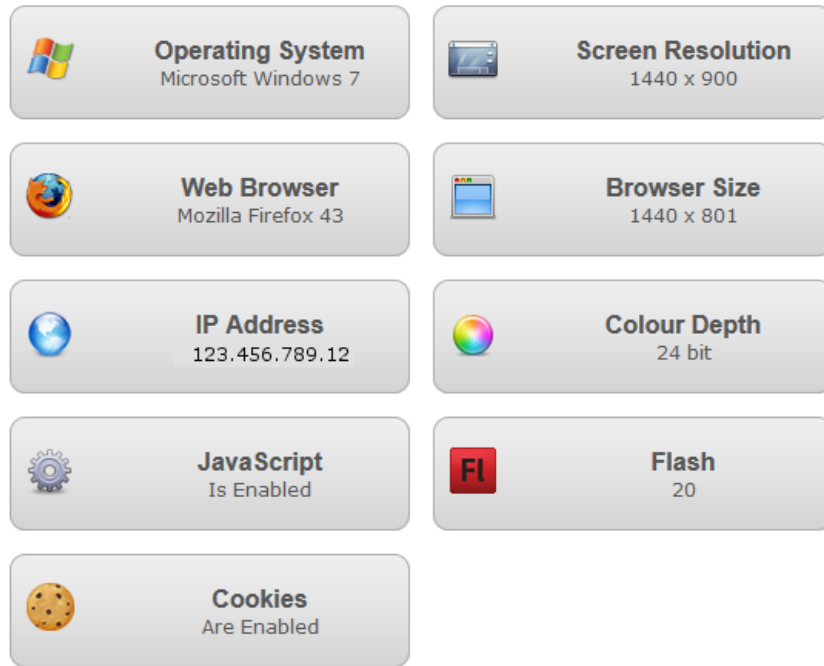 Operating System
Microsoft Windows 7
Screen Resolution
1440 x 900
Web Browser
Mozilla Firefox 43
Browser Size
1440 x 801
IP Address
123.456.789.12
Colour Depth
24 bit
JavaScript
Is Enabled
Fl
Flash
20
Cookies
Are Enabled